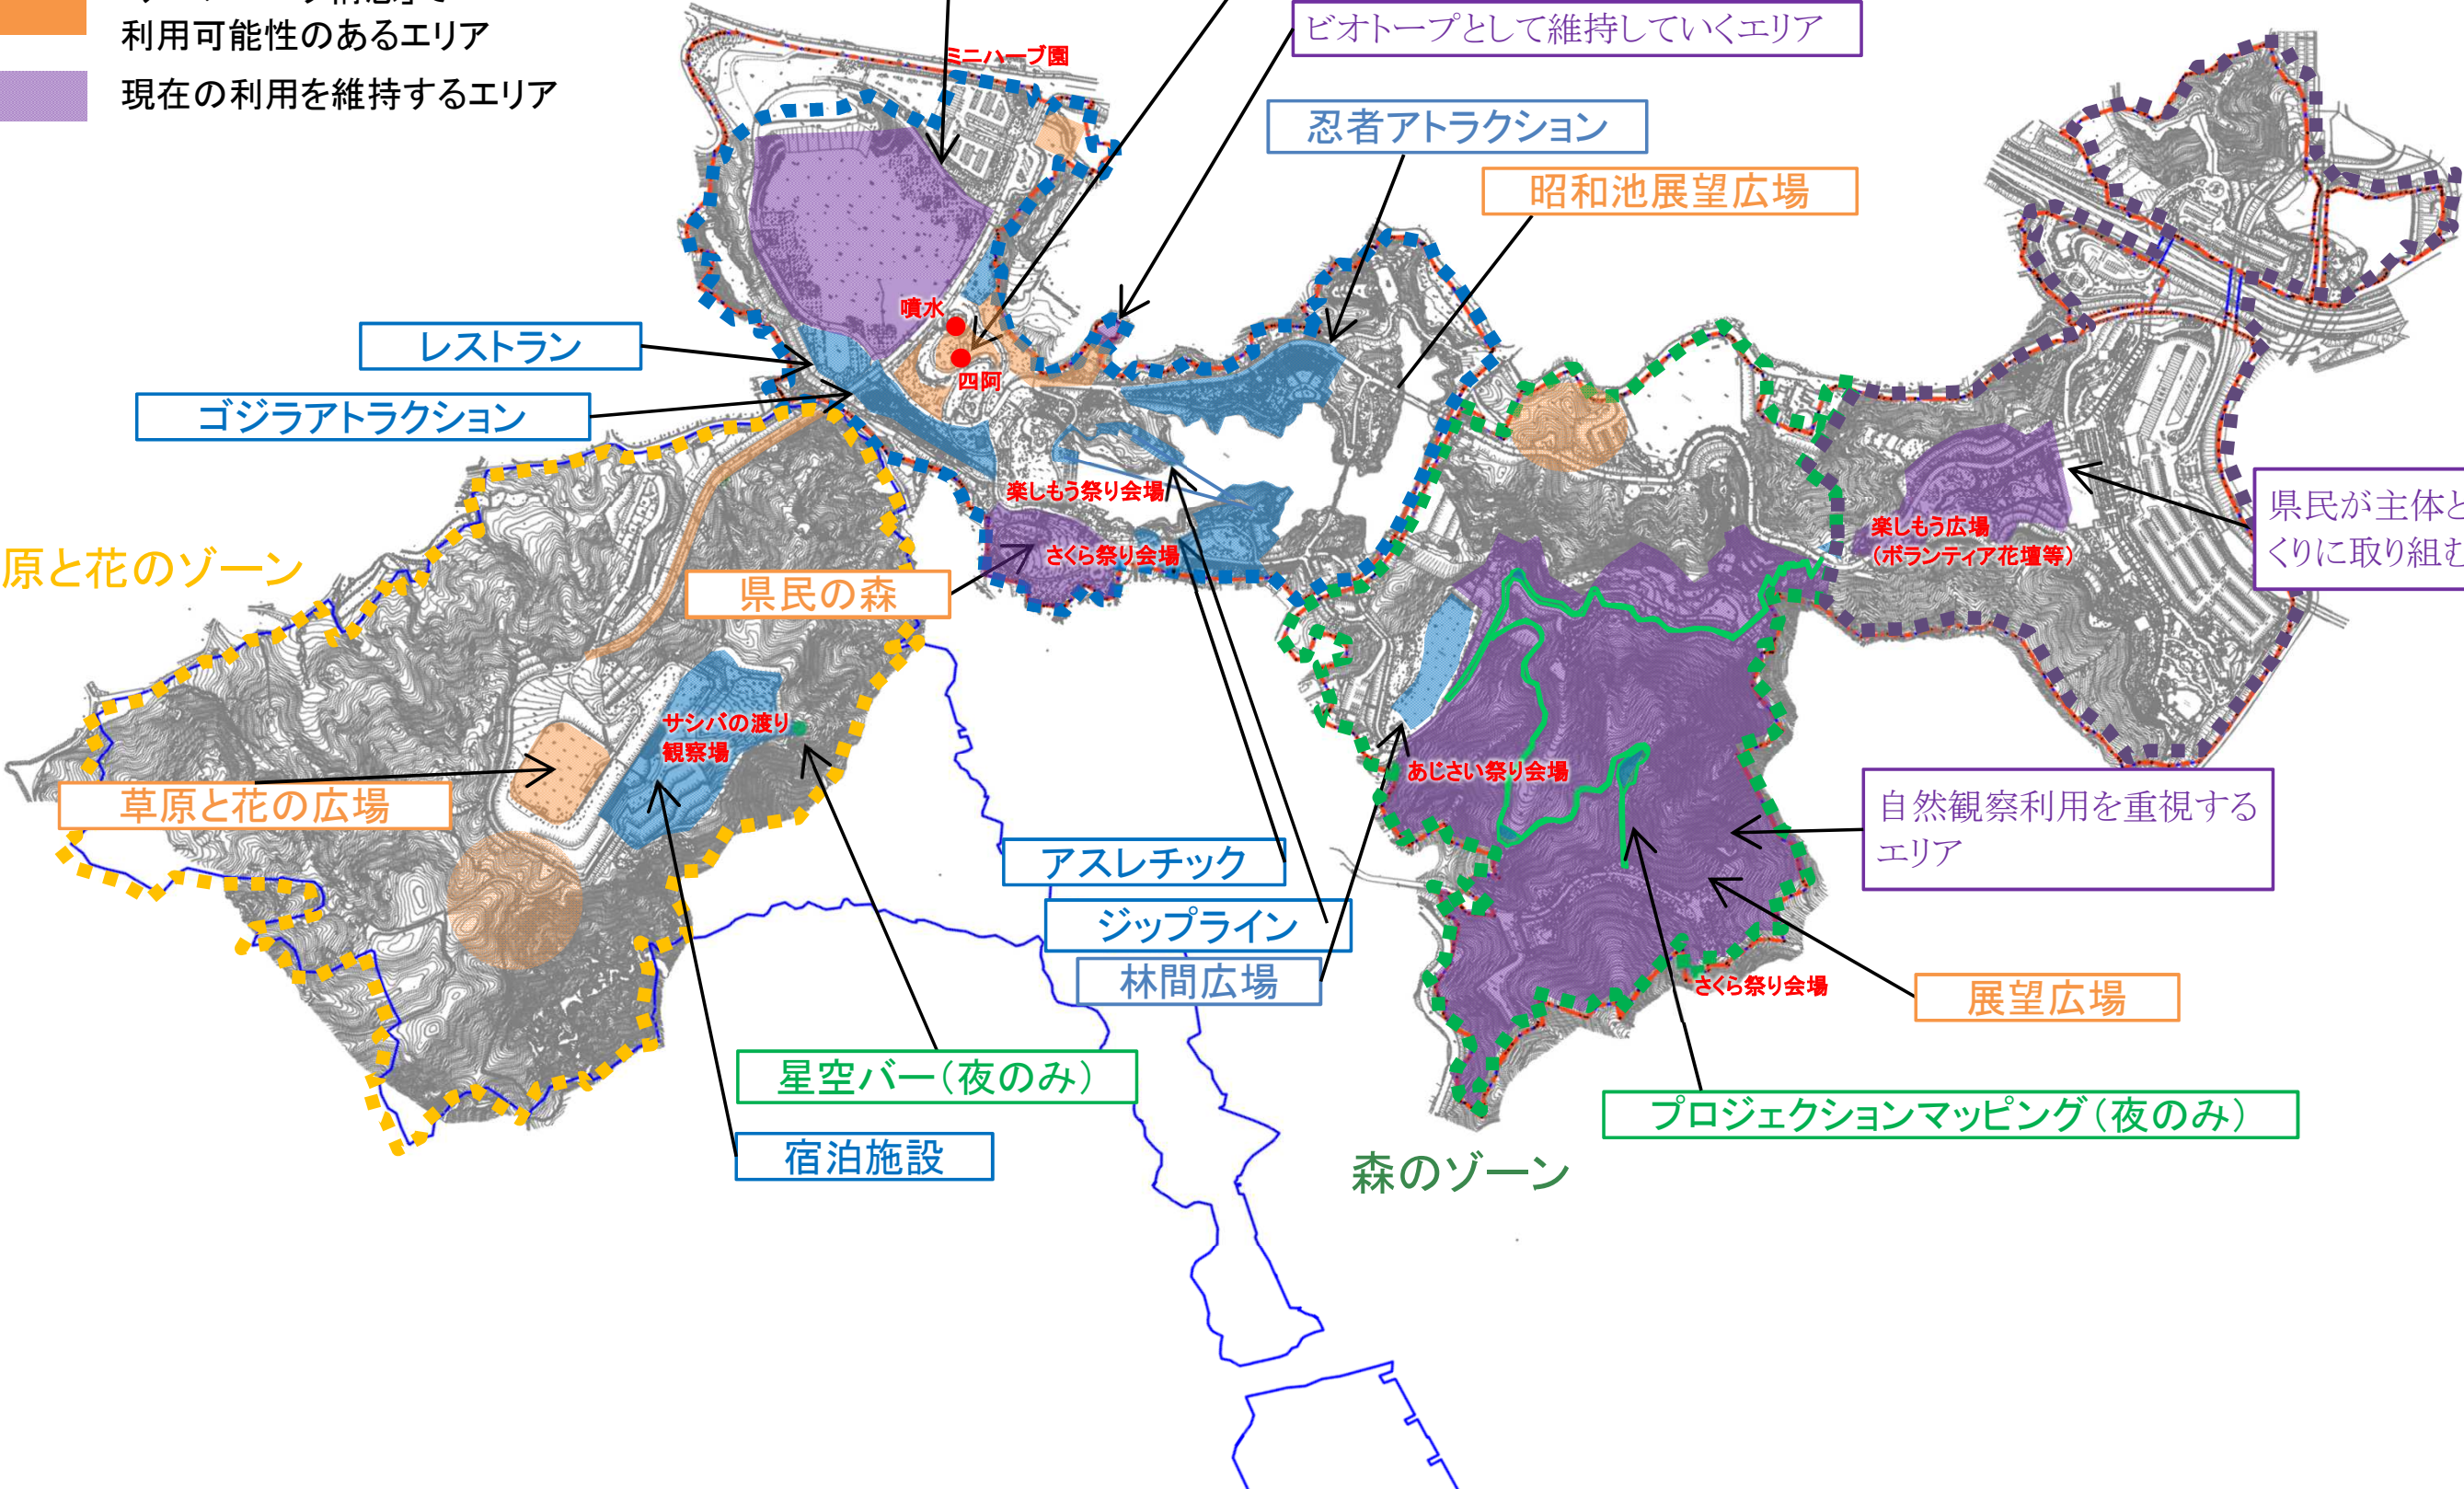 利用可能性のあるエリア
現在の利用を維持するエリア
ビオトープとして維持していくエリア
ミニハーブ園
忍者アトラクション
昭和池展望広場
噴水
四阿
レストラン
ゴジラアトラクション
楽しもう祭り会場
さくら祭り会場
県民の森
楽しもう広場
(ボランティア花壇等)
県民が主体と
くりに取り組む
原と花のゾーン
サシバの渡り
観察場
草原と花の広場
あじさい祭り会場
自然観察利用を重視する
エリア
アスレチック
ジップライン
林間広場
さくら祭り会場
展望広場
星空バー(夜のみ)
プロジェクションマッピング(夜のみ)
宿泊施設
森のゾーン